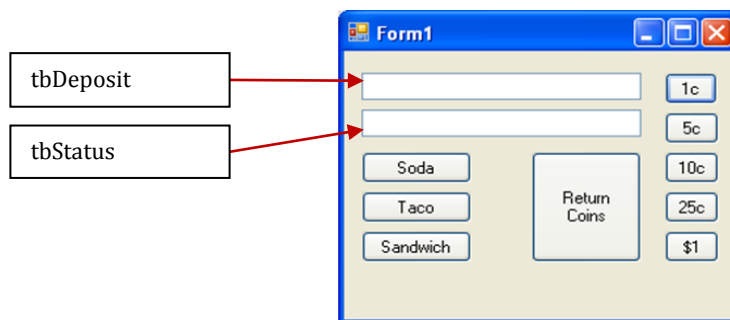 Form1
tbDeposit
1c
tbStatus
5c
Soda
10c
Return
Coins
Taco
25c
Sandwich
$1